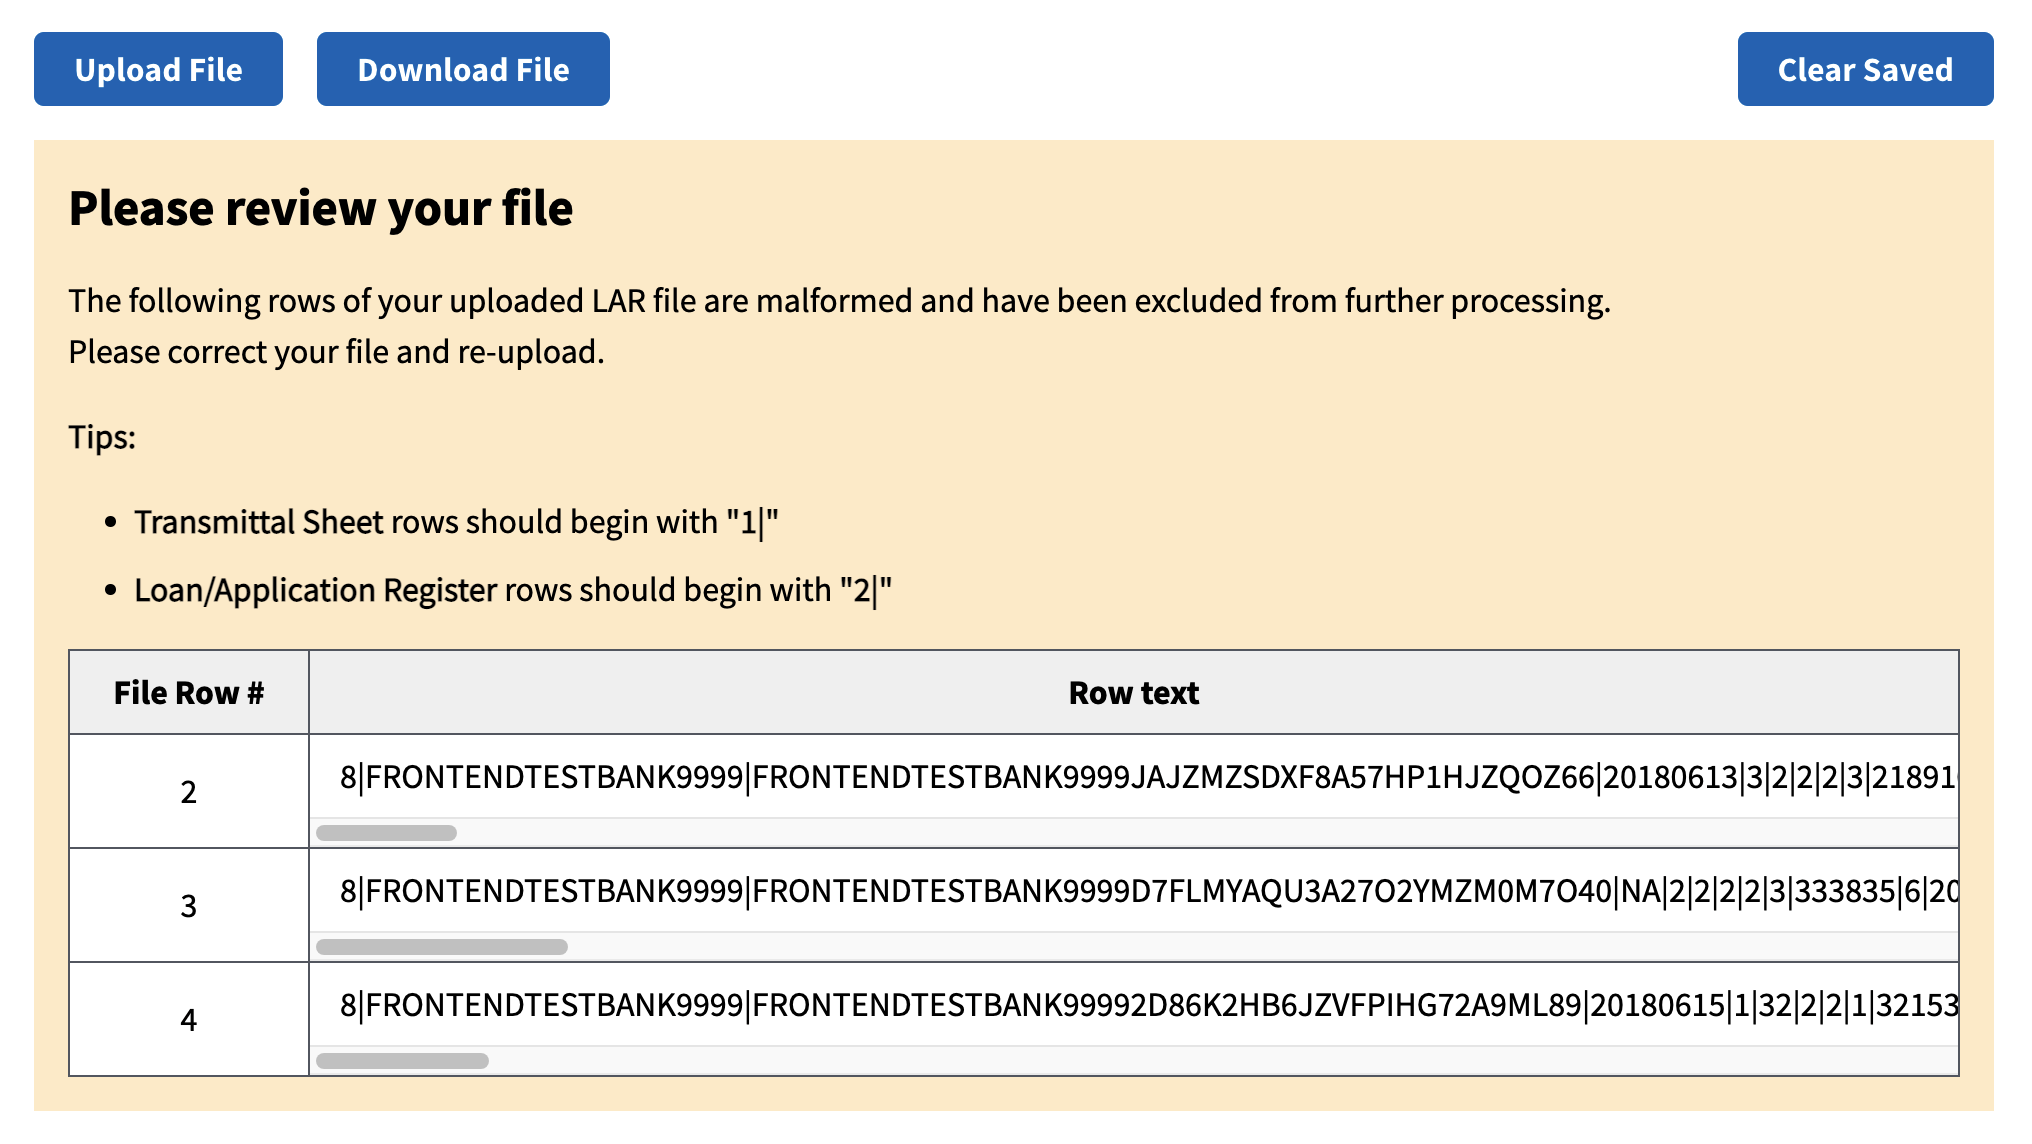 Upload File
Download File
Clear Saved
Please review your file
The following rows of your uploaded LAR file are malformed and have been excluded from further processing.
Please correct your file and re-upload.
Tips:
• Transmittal Sheet rows should begin with "1|"
• Loan/Application Register rows should begin with "2|"
File Row # Row text
2 8|FRONTENDTESTBANK9999|FRONTENDTESTBANK9999JAJZMZSDXF8A57HP1HJZQOZ66|20180613|3|2|2|2|3|21891
3 8|FRONTENDTESTBANK9999|FRONTENDTESTBANK9999D7FLMYAQU3A27O2YMZM0M7O40|NA|2|2|2|2|3|333835|6|20
4 8|FRONTENDTESTBANK9999|FRONTENDTESTBANK99992D86K2HB6JZVFPIHG72A9ML89|20180615|1|32|2|2|1|32153